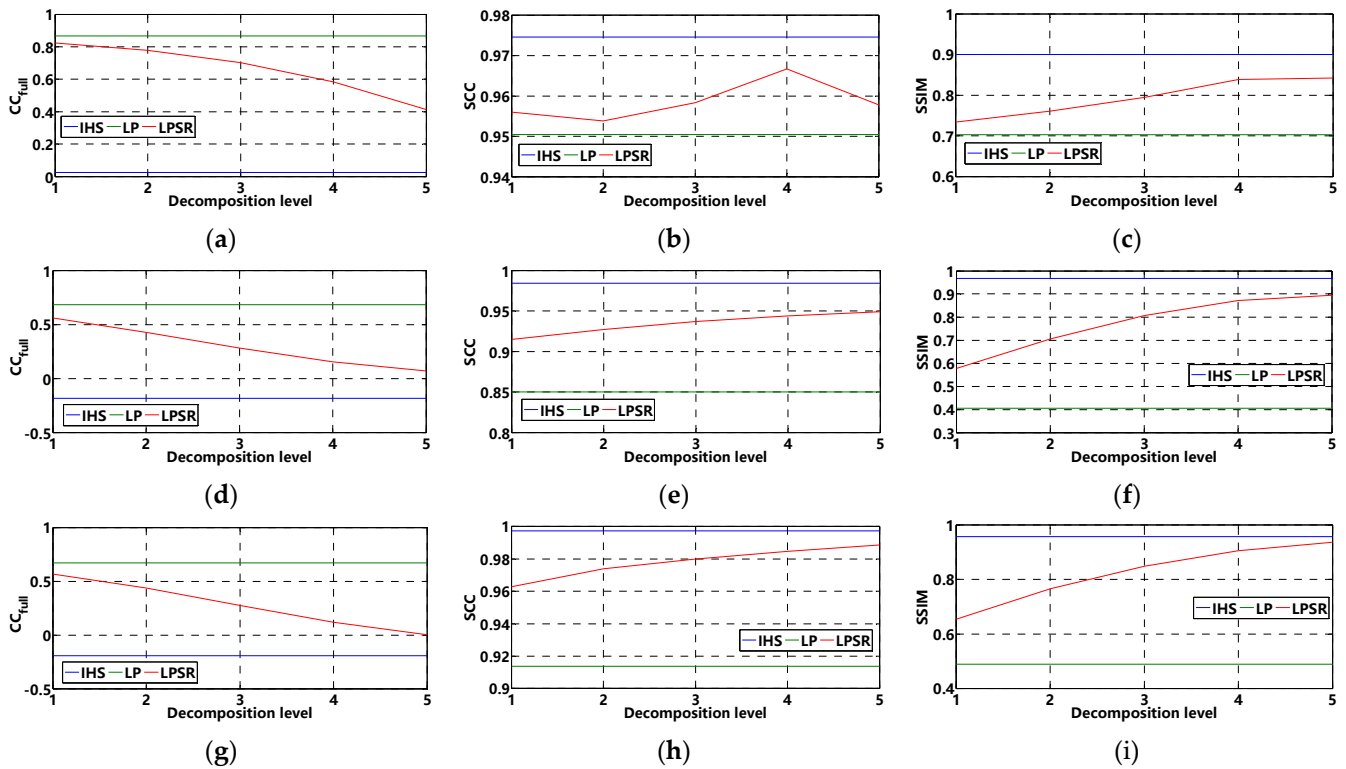 CC_full
1
0.8
0.6
0.4
0.2
0
IHS LP LPSR
1 2 3 4 5
Decomposition level
(a)
SCC
0.98
0.97
0.96
0.95
0.94
IHS LP LPSR
1 2 3 4 5
Decomposition level
(b)
SSIM
1
0.9
0.8
0.7
0.6
IHS LP LPSR
1 2 3 4 5
Decomposition level
(c)
CC_full
1
0.5
0
-0.5
IHS LP LPSR
1 2 3 4 5
Decomposition level
(d)
SCC
1
0.95
0.9
0.85
0.8
IHS LP LPSR
1 2 3 4 5
Decomposition level
(e)
SSIM
1
0.9
0.8
0.7
0.6
0.5
0.4
0.3
IHS LP LPSR
1 2 3 4 5
Decomposition level
(f)
CC_full
1
0.5
0
-0.5
IHS LP LPSR
1 2 3 4 5
Decomposition level
(g)
SCC
1
0.98
0.96
0.94
0.92
0.9
IHS LP LPSR
1 2 3 4 5
Decomposition level
(h)
SSIM
1
0.8
0.6
0.4
IHS LP LPSR
1 2 3 4 5
Decomposition level
(i)